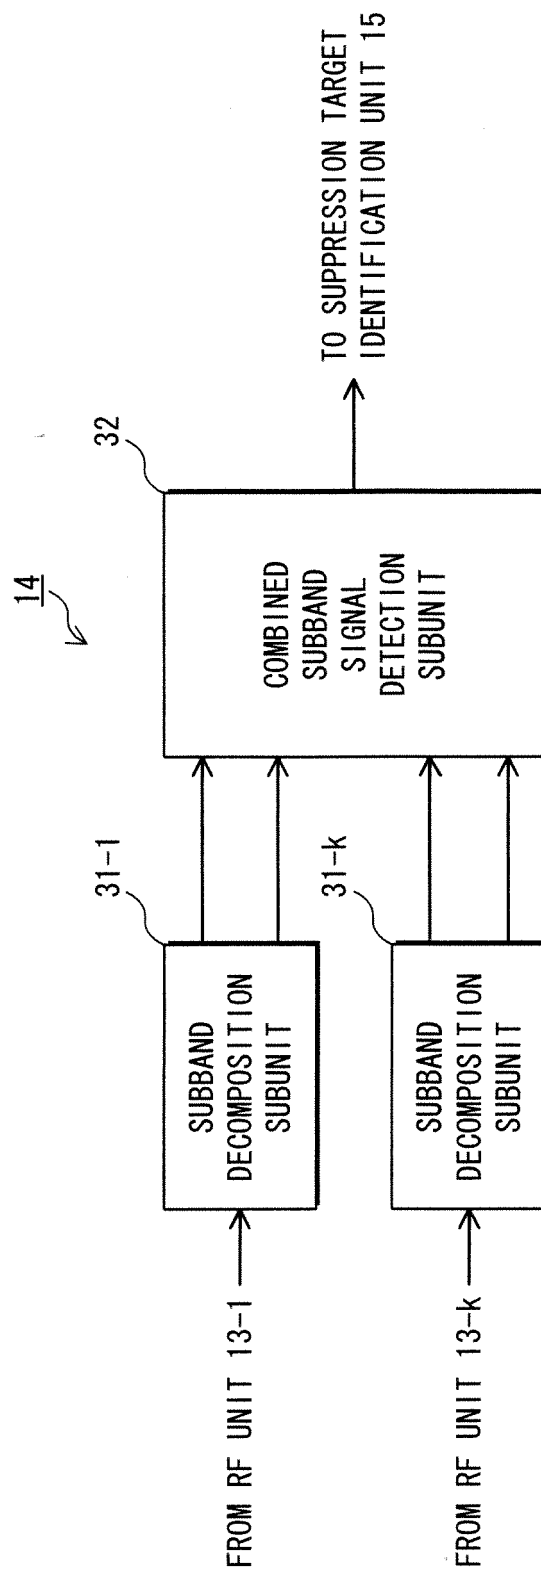 14
FROM RF UNIT 13-1
SUBBAND
DECOMPOSITION
SUBUNIT
31-1
FROM RF UNIT 13-k
SUBBAND
DECOMPOSITION
SUBUNIT
31-k
COMBINED
SUBBAND
SIGNAL
DETECTION
SUBUNIT
32
TO SUPPRESSION TARGET
IDENTIFICATION UNIT 15